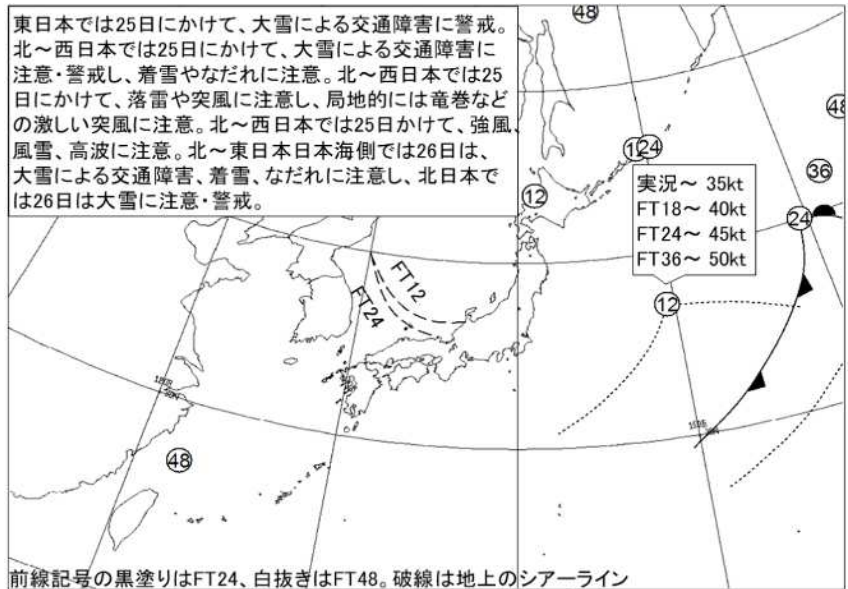 東日本では25日にかけて、大雪による交通障害に警戒。
北～西日本では25日にかけて、大雪による交通障害に
注意・警戒し、着雪やなだれに注意。北～西日本では25
日にかけて、落雷や突風に注意し、局地的には竜巻など
の激しい突風に注意。北～西日本では25日かけて、強風、
風雪、高波に注意。北～東日本日本海側では26日は、
大雪による交通障害、着雪、なだれに注意し、北日本で
は26日は大雪に注意・警戒。
48
48
24
36
12
24
実況～ 35kt
FT18～ 40kt
FT24～ 45kt
FT36～ 50kt
12
FT12
FT24
48
前線記号の黒塗りはFT24、白抜きはFT48。破線は地上のシアーライン